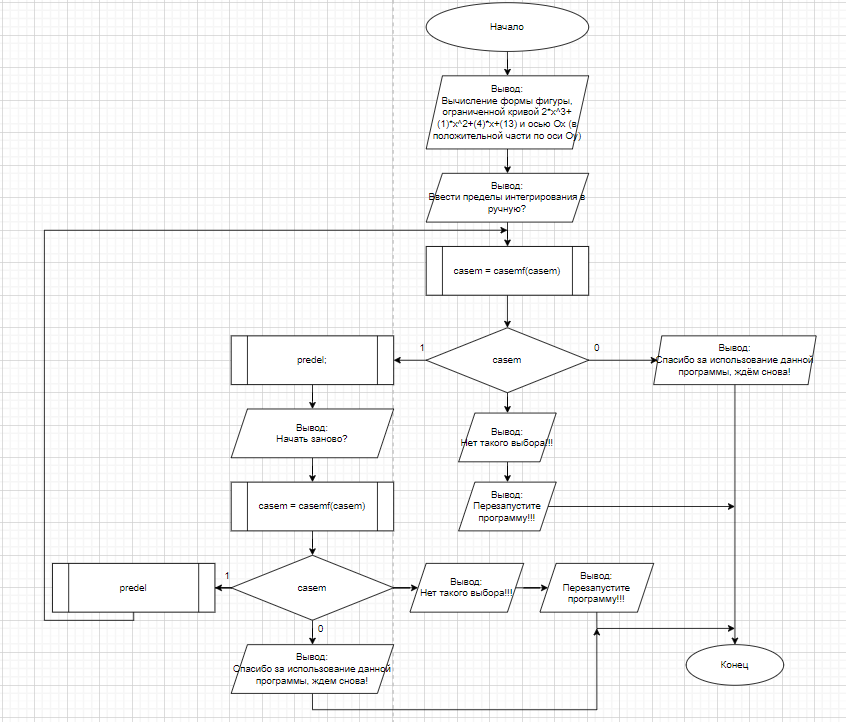 Начало
Вывод:
Вычисление формы фигуры,
ограниченной кривой 2*x^3+
(1)*x^2+(4)*x+(13) и осью Ox (в
положительной части по оси Oy)
Вывод:
Ввести пределы интегрирования в
ручную?
casem = casemf(casem)
casem
1
0
predel;
Вывод:
Спасибо за использование данной
программы, ждём снова!
Вывод:
Начать заново?
Вывод:
Нет такого выбора!!!
casem = casemf(casem)
Вывод:
Перезапустите
программу!!!
casem
1
0
predel
Вывод:
Нет такого выбора!!!
Вывод:
Перезапустите
программу!!!
Вывод:
Спасибо за использование данной
программы, ждем снова!
Конец